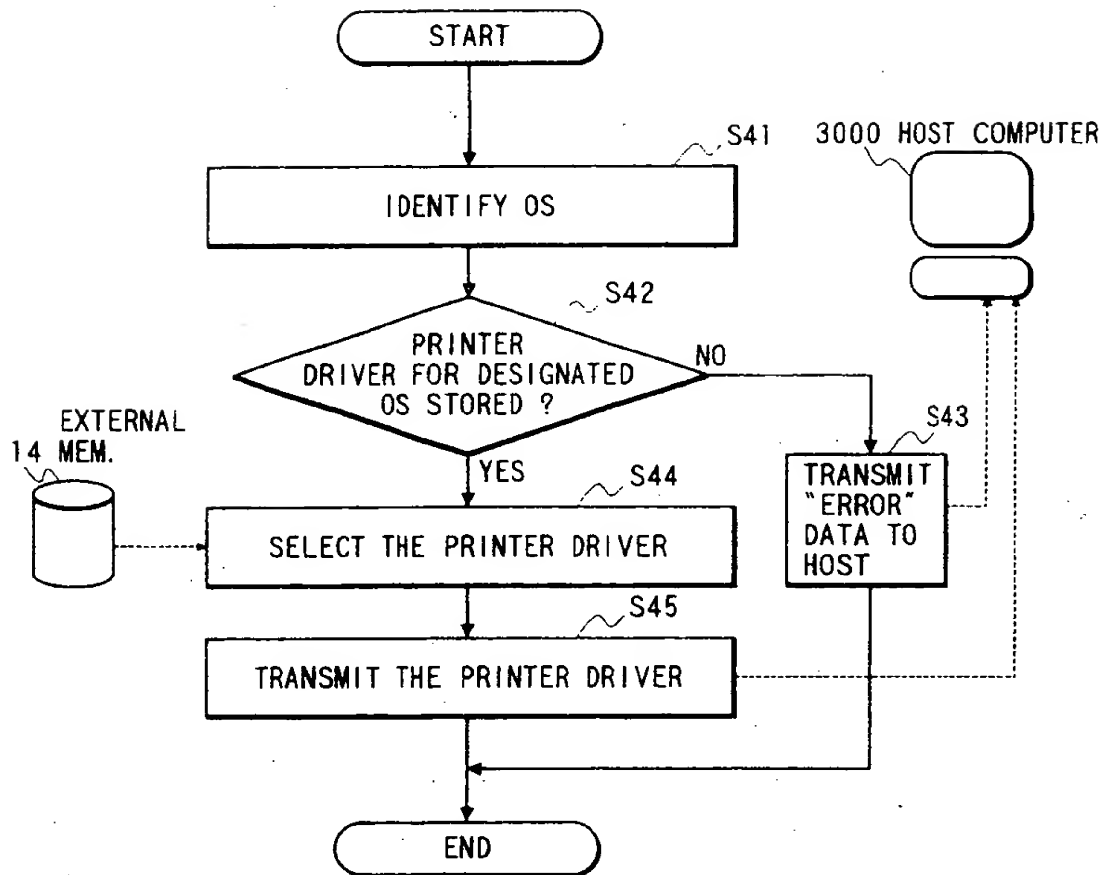 START
S41
3000 HOST COMPUTER
IDENTIFY OS
S42
PRINTER
DRIVER FOR DESIGNATED
OS STORED ?
NO
EXTERNAL
14 MEM.
YES
S43
TRANSMIT
"ERROR"
DATA TO
HOST
S44
SELECT THE PRINTER DRIVER
S45
TRANSMIT THE PRINTER DRIVER
END